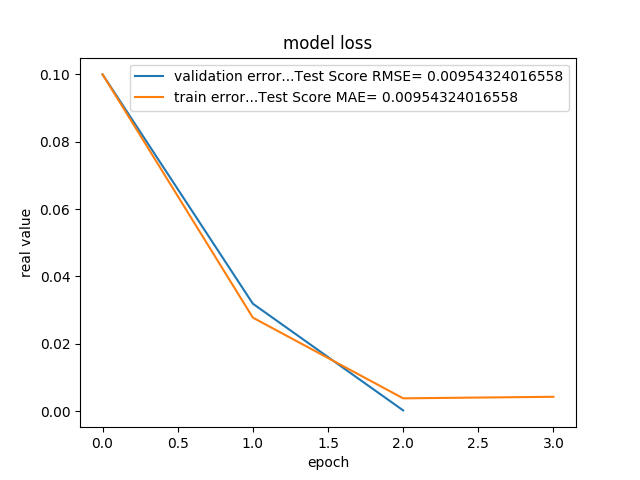 model loss
validation error...Test Score RMSE= 0.00954324016558
train error...Test Score MAE= 0.00954324016558
real value
0.10
0.08
0.06
0.04
0.02
0.00
0.0 0.5 1.0 1.5 2.0 2.5 3.0
epoch